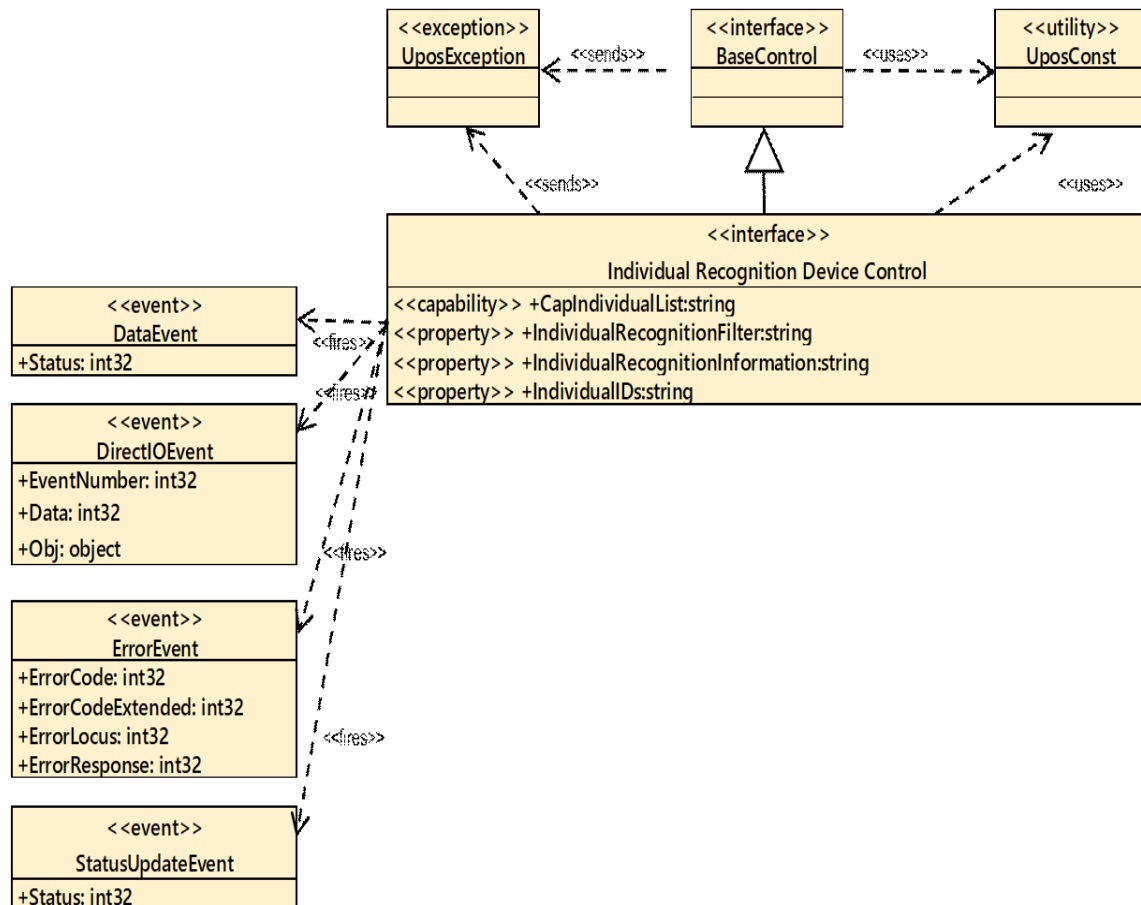 <<exception>>
UposException
<<sends>>
<<interface>>
BaseControl
<<uses>>
<<utility>>
UposConst
<<sends>>
<<uses>>
<<interface>>
Individual Recognition Device Control
<<capability>> +CapIndividualList:string
<<property>> +IndividualRecognitionFilter:string
<<property>> +IndividualRecognitionInformation:string
<<property>> +IndividualIDs:string
<<event>>
DataEvent
+Status: int32
<<fires>>
<<fires>>
<<event>>
DirectIOEvent
+EventNumber: int32
+Data: int32
+Obj: object
<<fires>>
<<event>>
ErrorEvent
+ErrorCode: int32
+ErrorCodeExtended: int32
+ErrorLocus: int32
+ErrorResponse: int32
<<fires>>
<<event>>
StatusUpdateEvent
+Status: int32